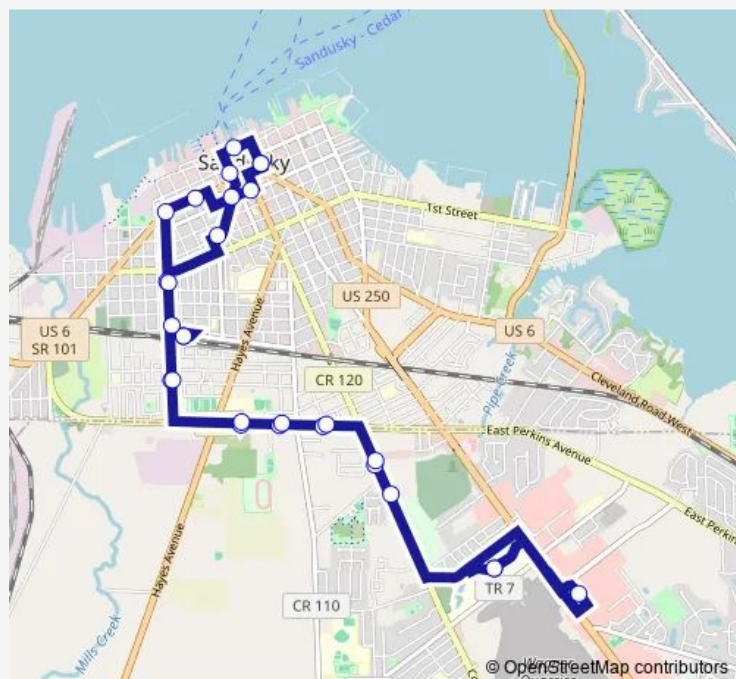 Sandusky - Cedar
Sandusky
1st Street
US 250
US 6
SR 101
US 6
Hayes Avenue
CR 120
Pipe Creek
Cleveland Road West
East Perkins Avenue
East Perki
Hayes Avenue
TR 7
CR 110
Mills Creek
© OpenStreetMap contributors